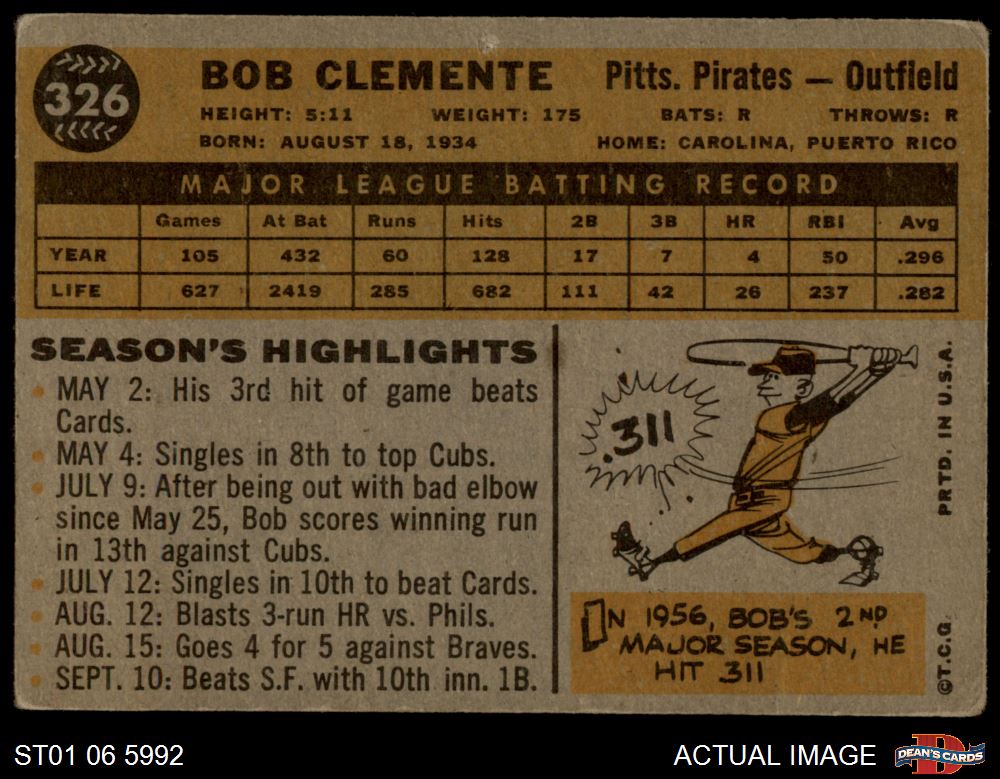 326
BOB CLEMENTE Pitts. Pirates — Outfield
HEIGHT: 5:11 WEIGHT: 175 BATS: R THROWS: R
BORN: AUGUST 18, 1934 HOME: CAROLINA, PUERTO RICO
MAJOR LEAGUE BATTING RECORD
Games At Bat Runs Hits 2B 3B HR RBI Avg
YEAR 105 432 60 128 17 7 4 50 .296
LIFE 627 2419 285 682 111 42 26 237 .282
SEASON'S HIGHLIGHTS
MAY 2: His 3rd hit of game beats
Cards.
MAY 4: Singles in 8th to top Cubs.
JULY 9: After being out with bad elbow
since May 25, Bob scores winning run
in 13th against Cubs.
JULY 12: Singles in 10th to beat Cards.
AUG. 12: Blasts 3-run HR vs. Phils.
AUG. 15: Goes 4 for 5 against Braves.
SEPT. 10: Beats S.F. with 10th inn. 1B.
.311
IN 1956, BOB'S 2ND
MAJOR SEASON, HE
HIT .311
©T.C.G. PRTD. IN U.S.A.
ST01 06 5992 ACTUAL IMAGE D DEAN'S CARDS